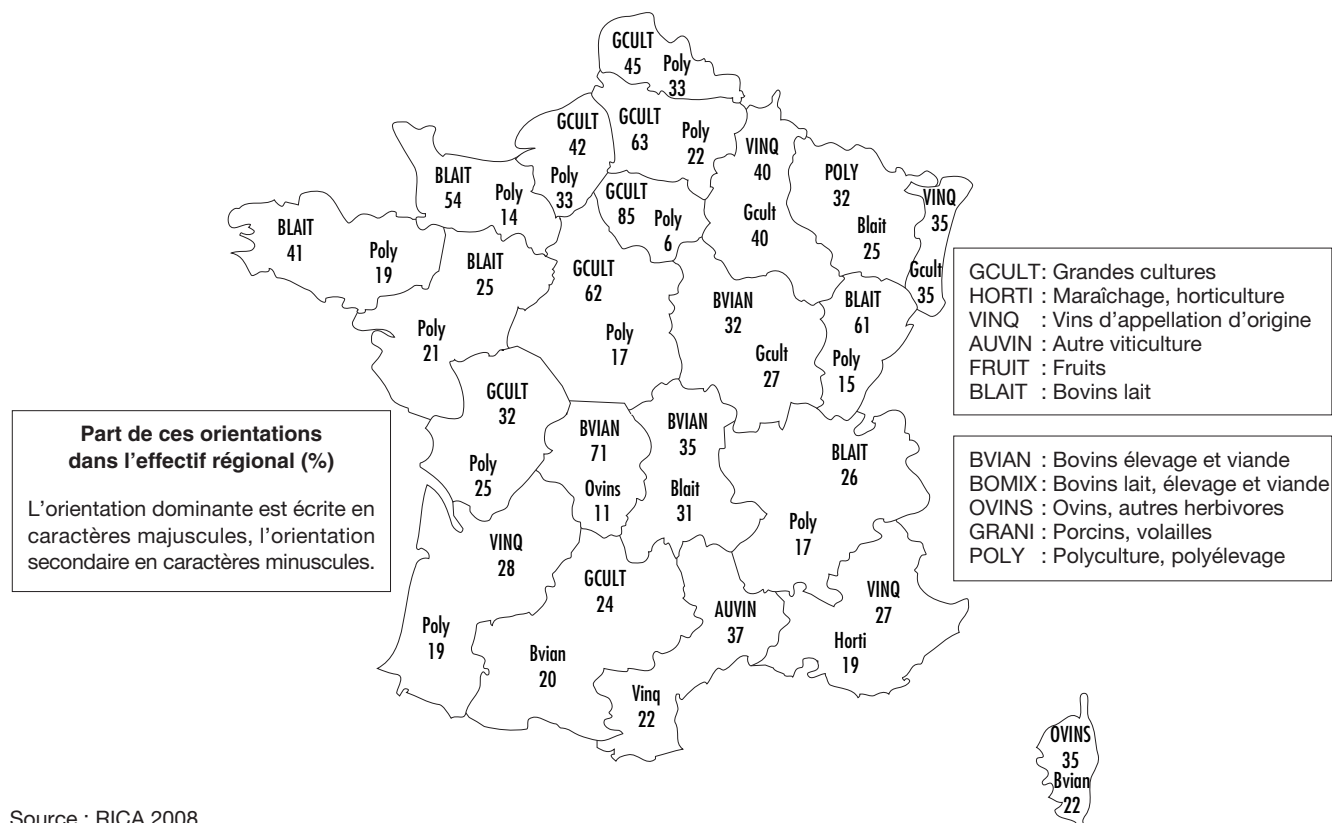 GCULT
45
Poly
33
GCULT
42
Poly
33
GCULT
63
Poly
22
VINQ
40
Gcult
40
POLY
32
Blait
25
VINQ
35
Gcult
35
BLAIT
54
Poly
14
GCULT
85
Poly
6
BLAIT
41
Poly
19
BLAIT
25
Poly
21
GCULT
62
Poly
17
BVIAN
32
Gcult
27
BLAIT
61
Poly
15
GCULT
32
Poly
25
BVIAN
71
Ovins
11
BVIAN
35
Blait
31
BLAIT
26
Poly
17
VINQ
28
Poly
19
GCULT
24
Bvian
20
AUVIN
37
Vinq
22
VINQ
27
Horti
19
OVINS
35
Bvian
22
GCULT : Grandes cultures
HORTI : Maraîchage, horticulture
VINQ : Vins d'appellation d'origine
AUVIN : Autre viticulture
FRUIT : Fruits
BLAIT : Bovins lait
BVIAN : Bovins élevage et viande
BOMIX : Bovins lait, élevage et viande
OVINS : Ovins, autres herbivores
GRANI : Porcins, volailles
POLY : Polyculture, polyélevage
Part de ces orientations
dans l'effectif régional (%)
L'orientation dominante est écrite en
caractères majuscules, l'orientation
secondaire en caractères minuscules.
Source : RICA 2008